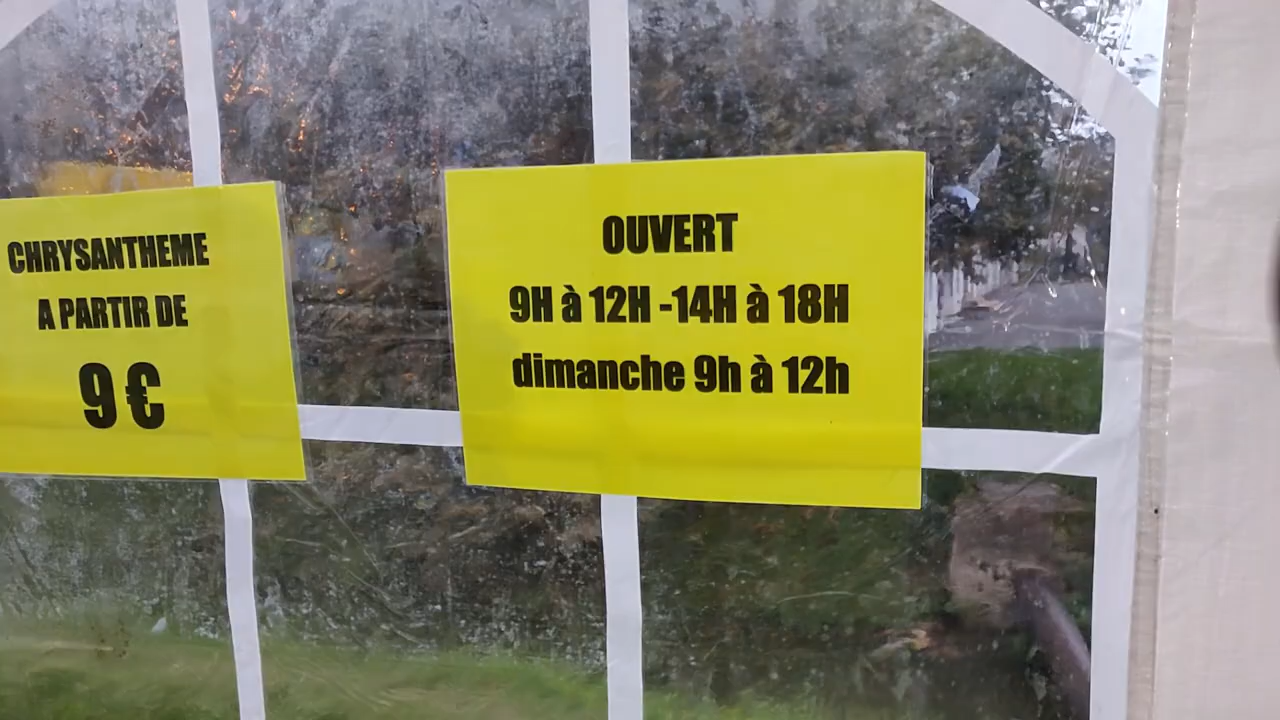 CHRYSANTHEME
A PARTIR DE
9 €
OUVERT
9H à 12H -14H à 18H
dimanche 9h à 12h